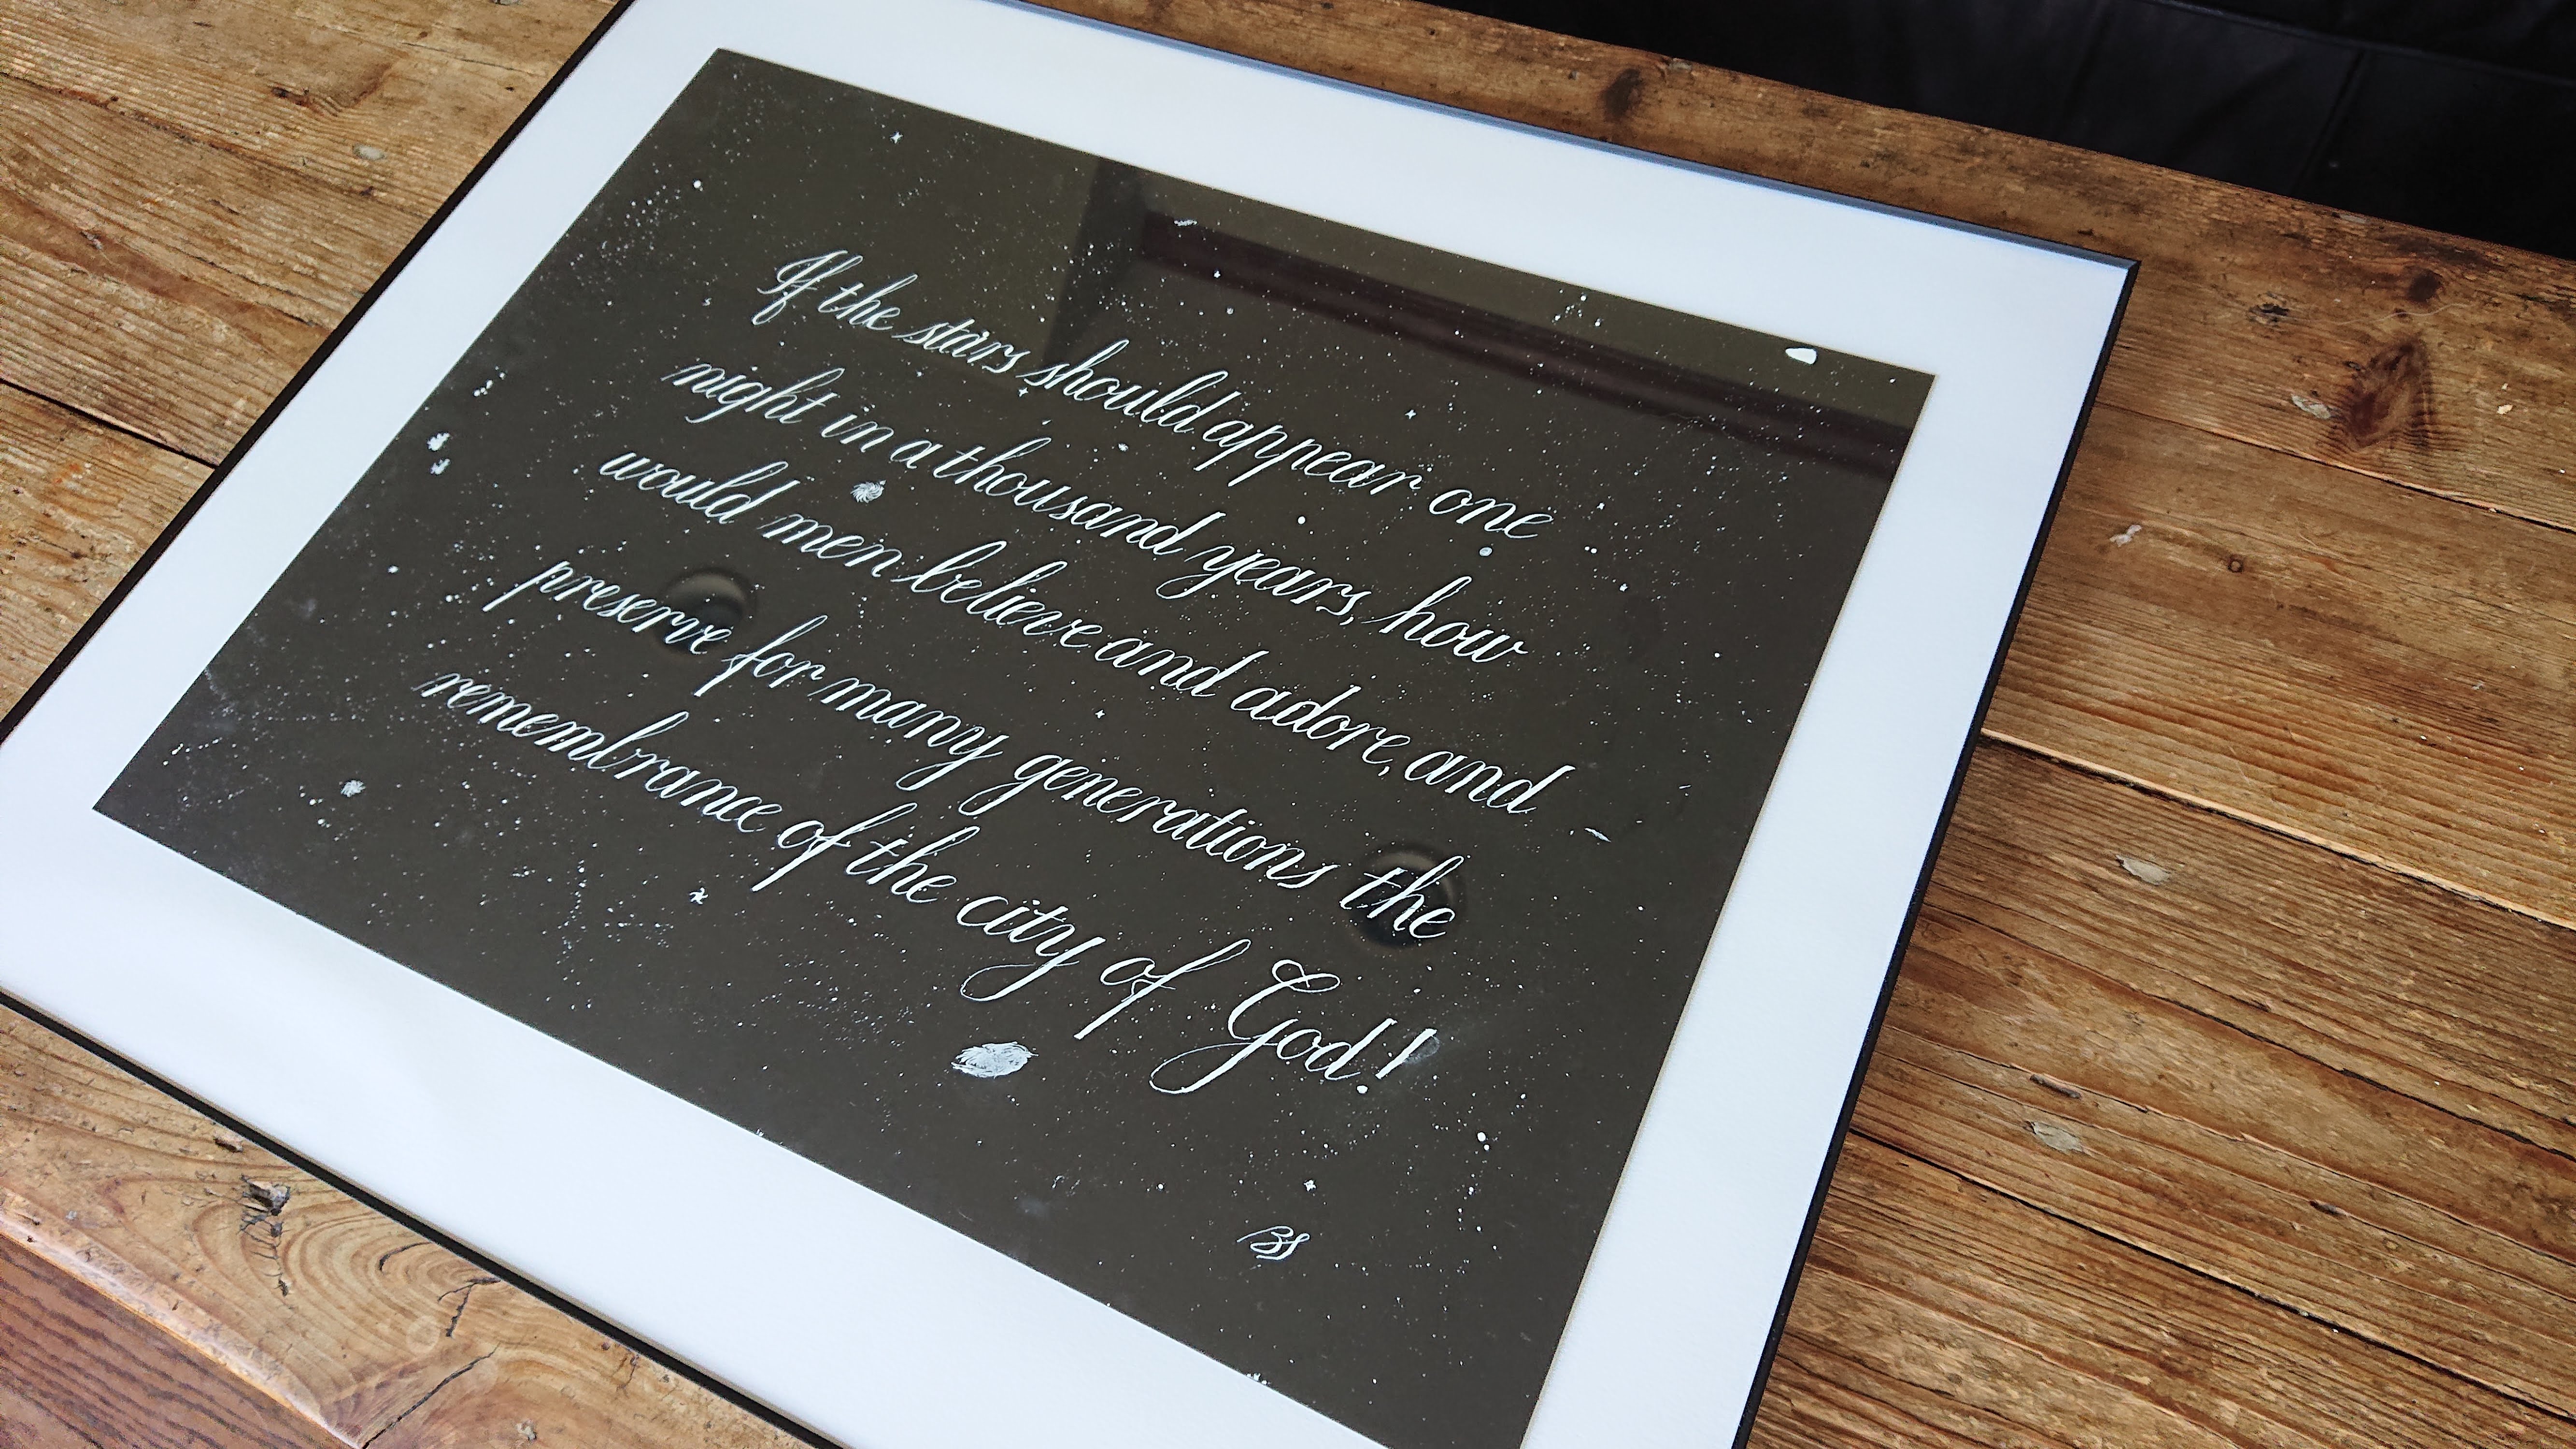 If the stars should appear one
night in a thousand years, how
would men believe and adore, and
preserve for many generations the
remembrance of the city of God!
BS